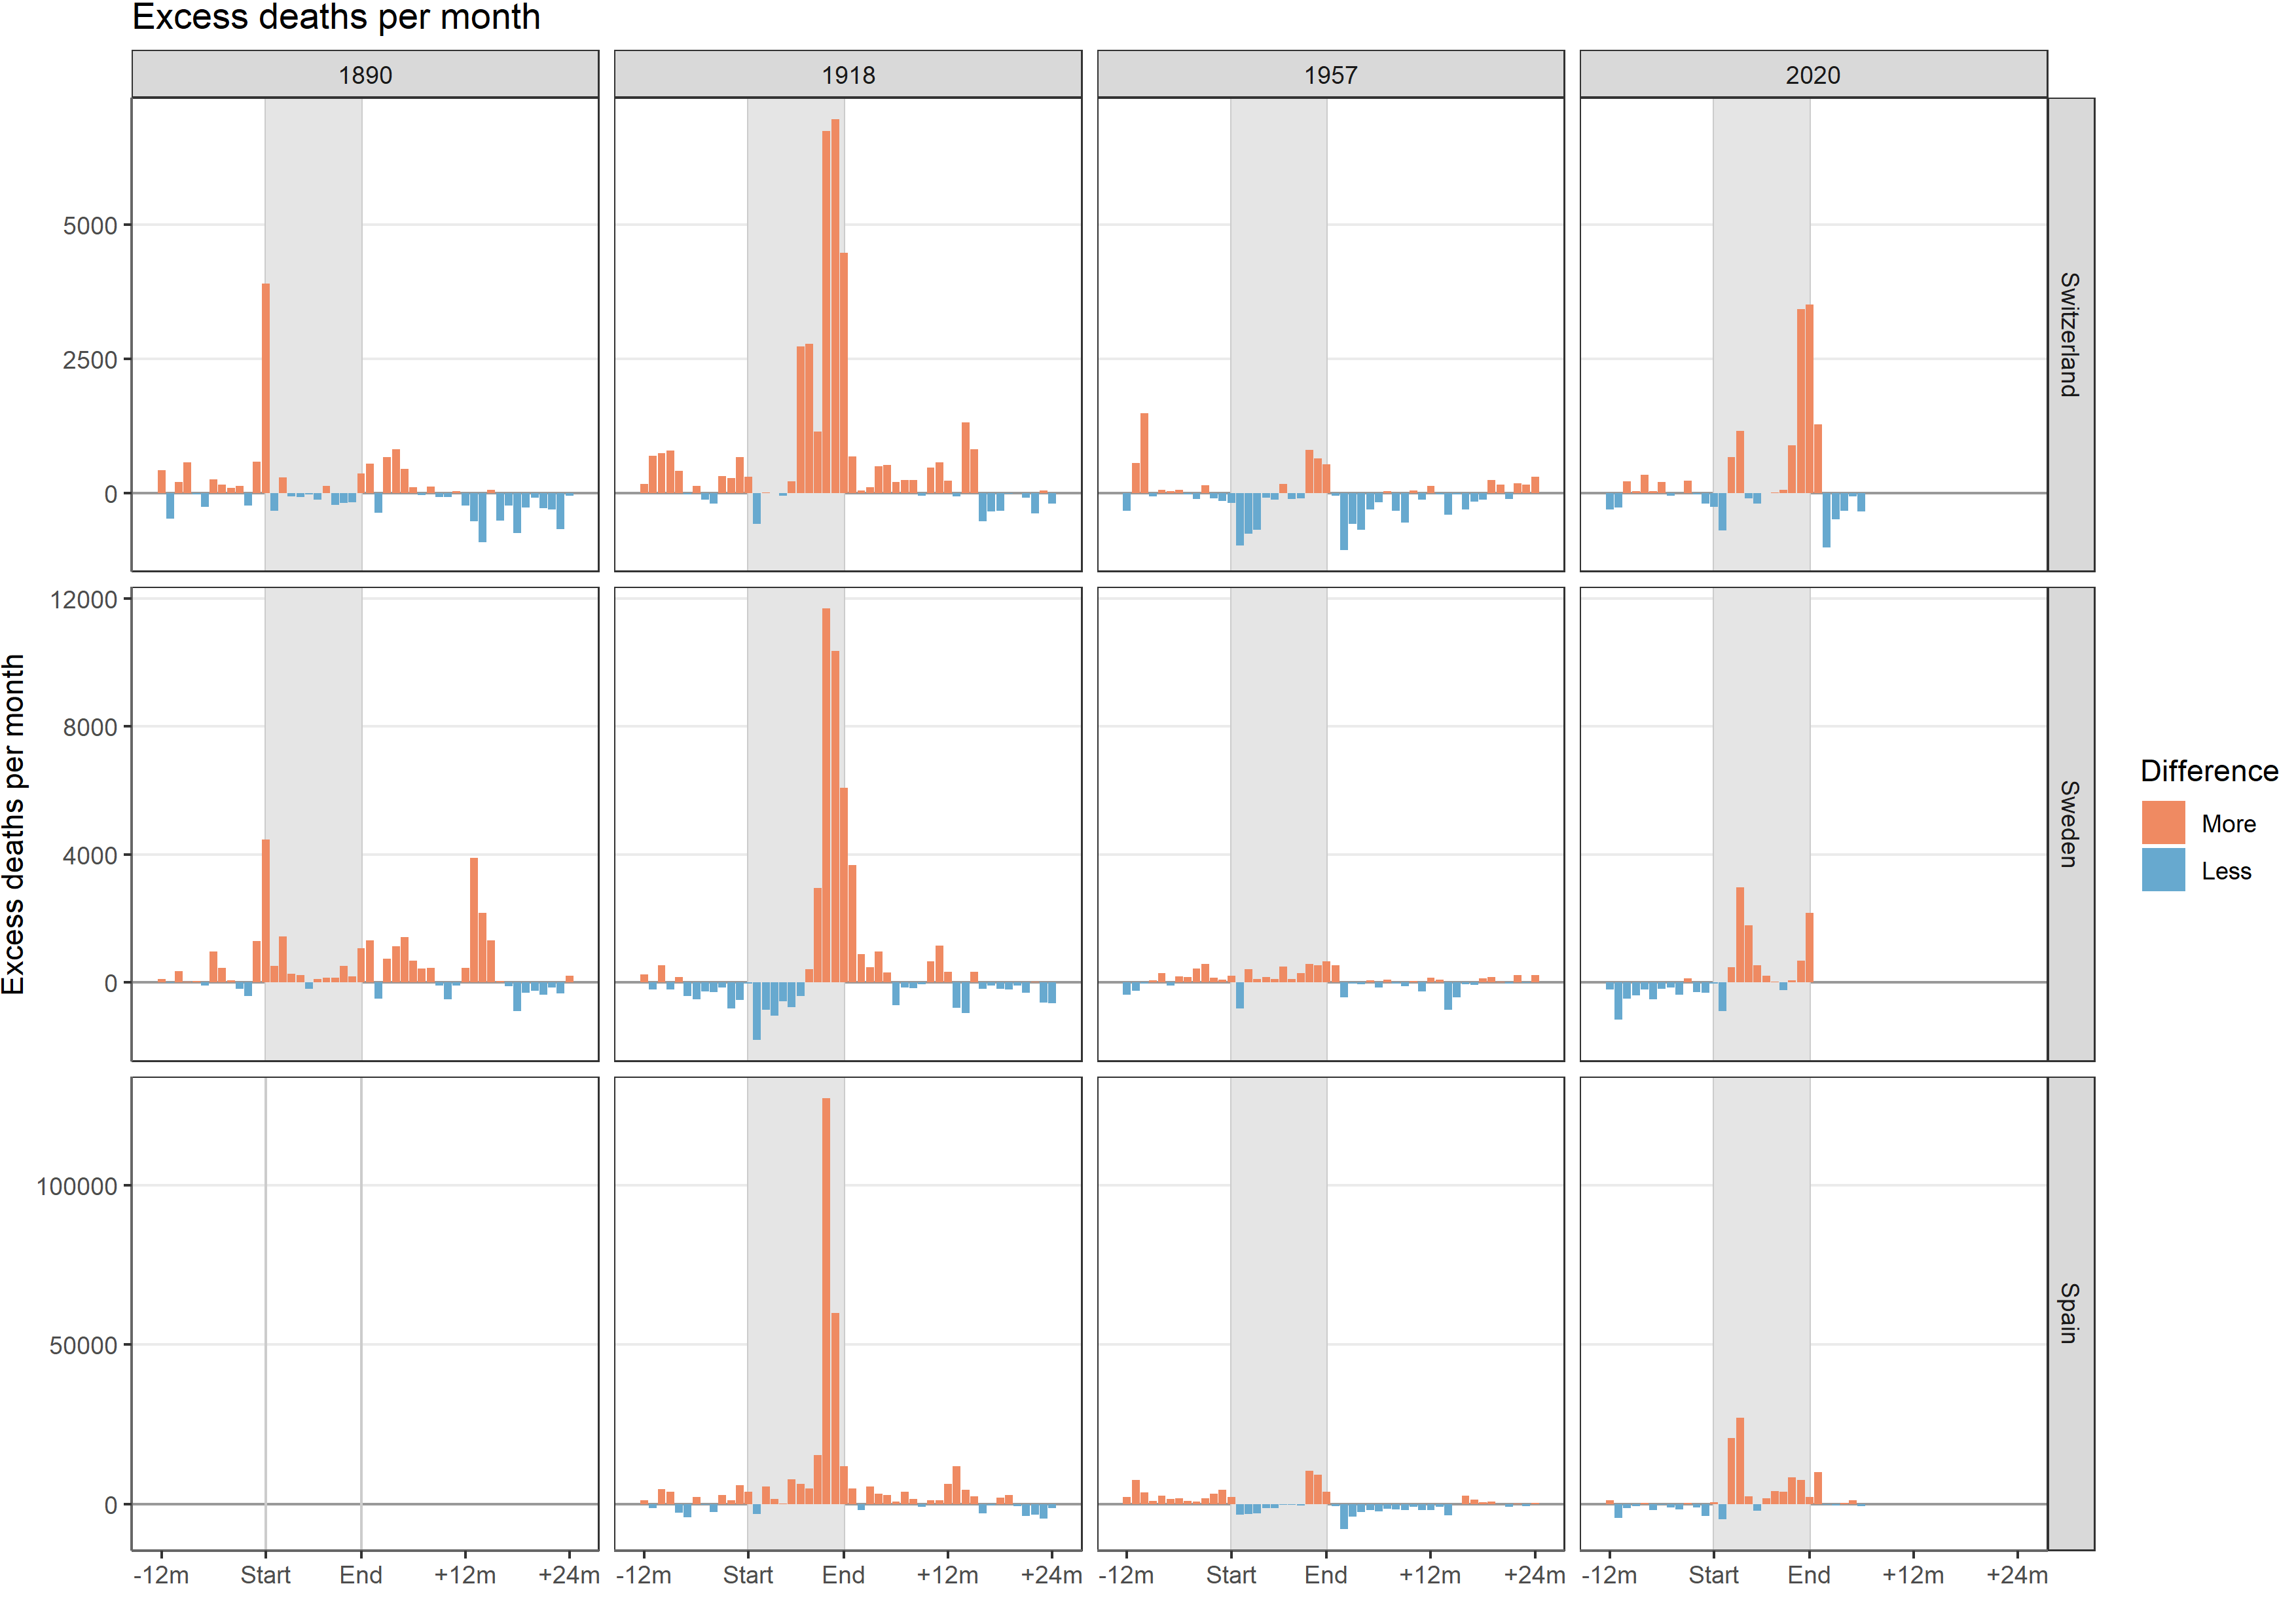 Excess deaths per month
1890
1918
1957
2020
Excess deaths per month
5000
2500
0
Switzerland
12000
8000
4000
0
Sweden
100000
50000
0
Spain
-12m Start End +12m +24m
-12m Start End +12m +24m
-12m Start End +12m +24m
-12m Start End +12m +24m
Difference
More
Less